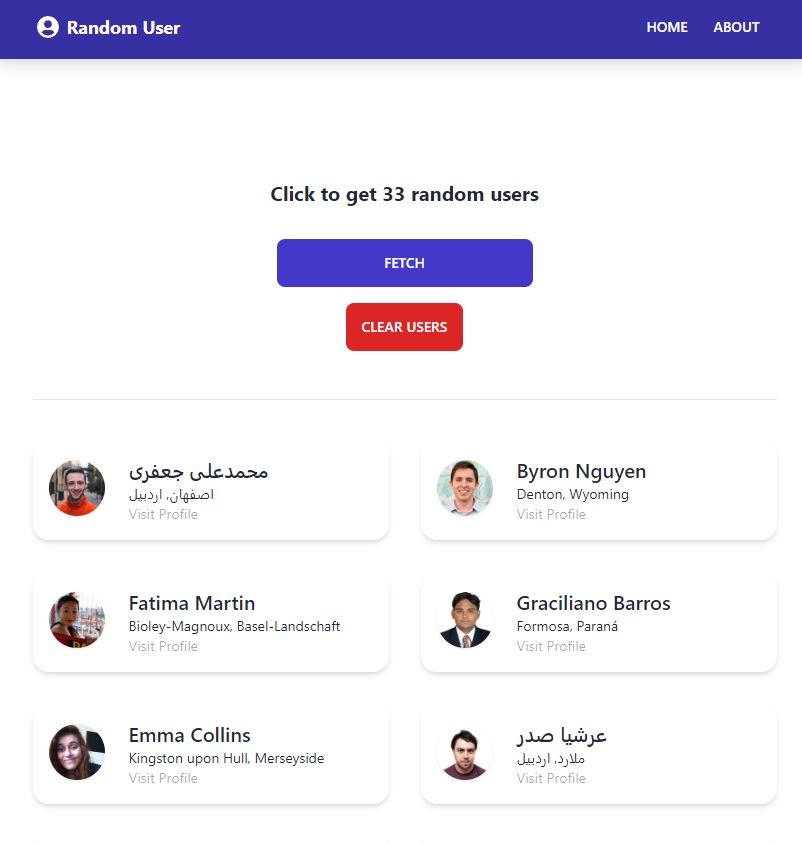 Random User
HOME
ABOUT
Click to get 33 random users
FETCH
CLEAR USERS
محمدعلی جعفری
اصفهان, اردبیل
Visit Profile
Byron Nguyen
Denton, Wyoming
Visit Profile
Fatima Martin
Bioley-Magnoux, Basel-Landschaft
Visit Profile
Graciliano Barros
Formosa, Paraná
Visit Profile
Emma Collins
Kingston upon Hull, Merseyside
Visit Profile
عرشیا صدر
ملارد, اردبیل
Visit Profile